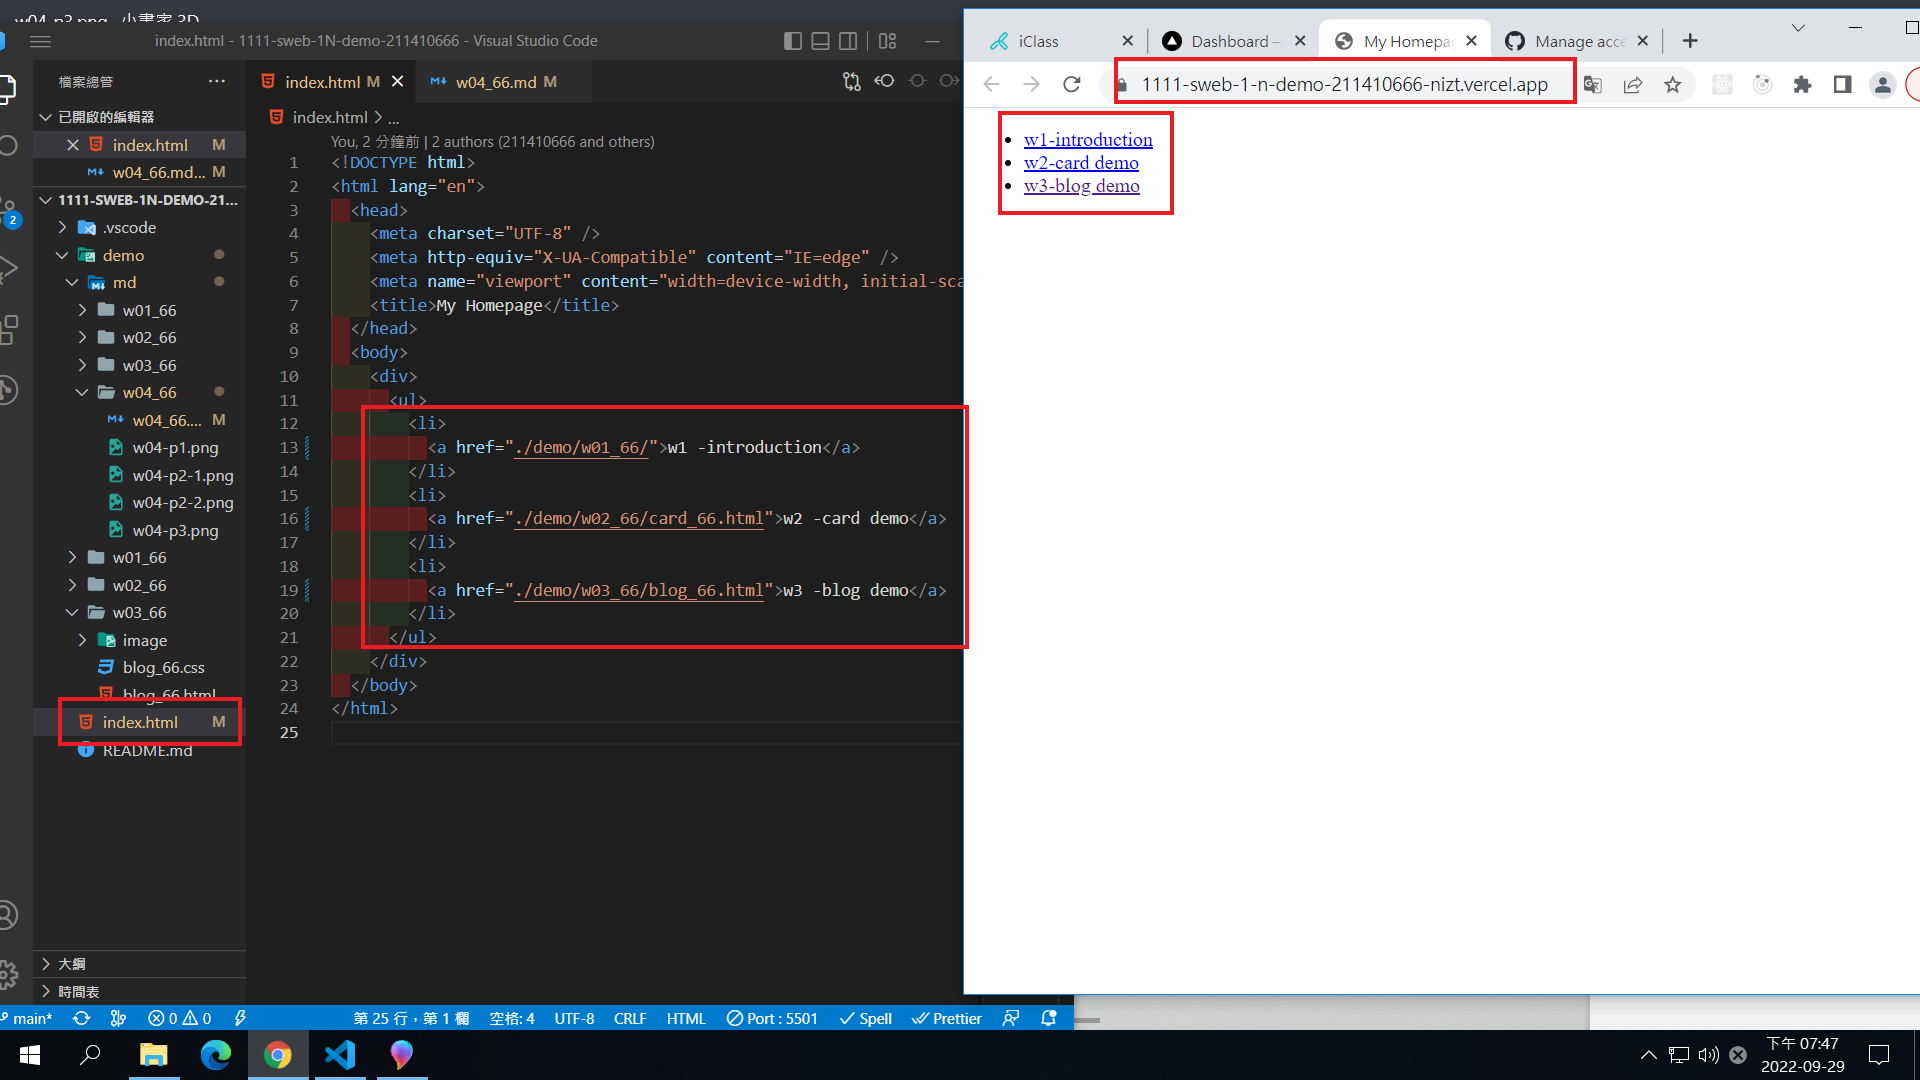 w04-p3.png - 小畫家 3D
index.html - 1111-sweb-1N-demo-211410666 - Visual Studio Code
檔案總管
已開啟的編輯器
index.html M
w04_66.md... M
1111-SWEB-1N-DEMO-21...
.vscode
demo
md
w01_66
w02_66
w03_66
w04_66
w04_66.... M
w04-p1.png
w04-p2-1.png
w04-p2-2.png
w04-p3.png
w01_66
w02_66
w03_66
image
blog_66.css
blog_66.html
index.html M
README.md
大綱
時間表
2
index.html M
w04_66.md M
index.html > ...
You, 2 分鐘前 | 2 authors (211410666 and others)
1 <!DOCTYPE html>
2 <html lang="en">
3 <head>
4 <meta charset="UTF-8" />
5 <meta http-equiv="X-UA-Compatible" content="IE=edge" />
6 <meta name="viewport" content="width=device-width, initial-sca
7 <title>My Homepage</title>
8 </head>
9 <body>
10 <div>
11 <ul>
12 <li>
13 <a href="./demo/w01_66/">w1 -introduction</a>
14 </li>
15 <li>
16 <a href="./demo/w02_66/card_66.html">w2 -card demo</a>
17 </li>
18 <li>
19 <a href="./demo/w03_66/blog_66.html">w3 -blog demo</a>
20 </li>
21 </ul>
22 </div>
23 </body>
24 </html>
25
main*
0 0
第 25 行，第 1 欄
空格: 4
UTF-8
CRLF
HTML
Port : 5501
Spell
Prettier
iClass
Dashboard –
My Homepa
Manage acce
1111-sweb-1-n-demo-211410666-nizt.vercel.app
w1-introduction
w2-card demo
w3-blog demo
下午 07:47
2022-09-29